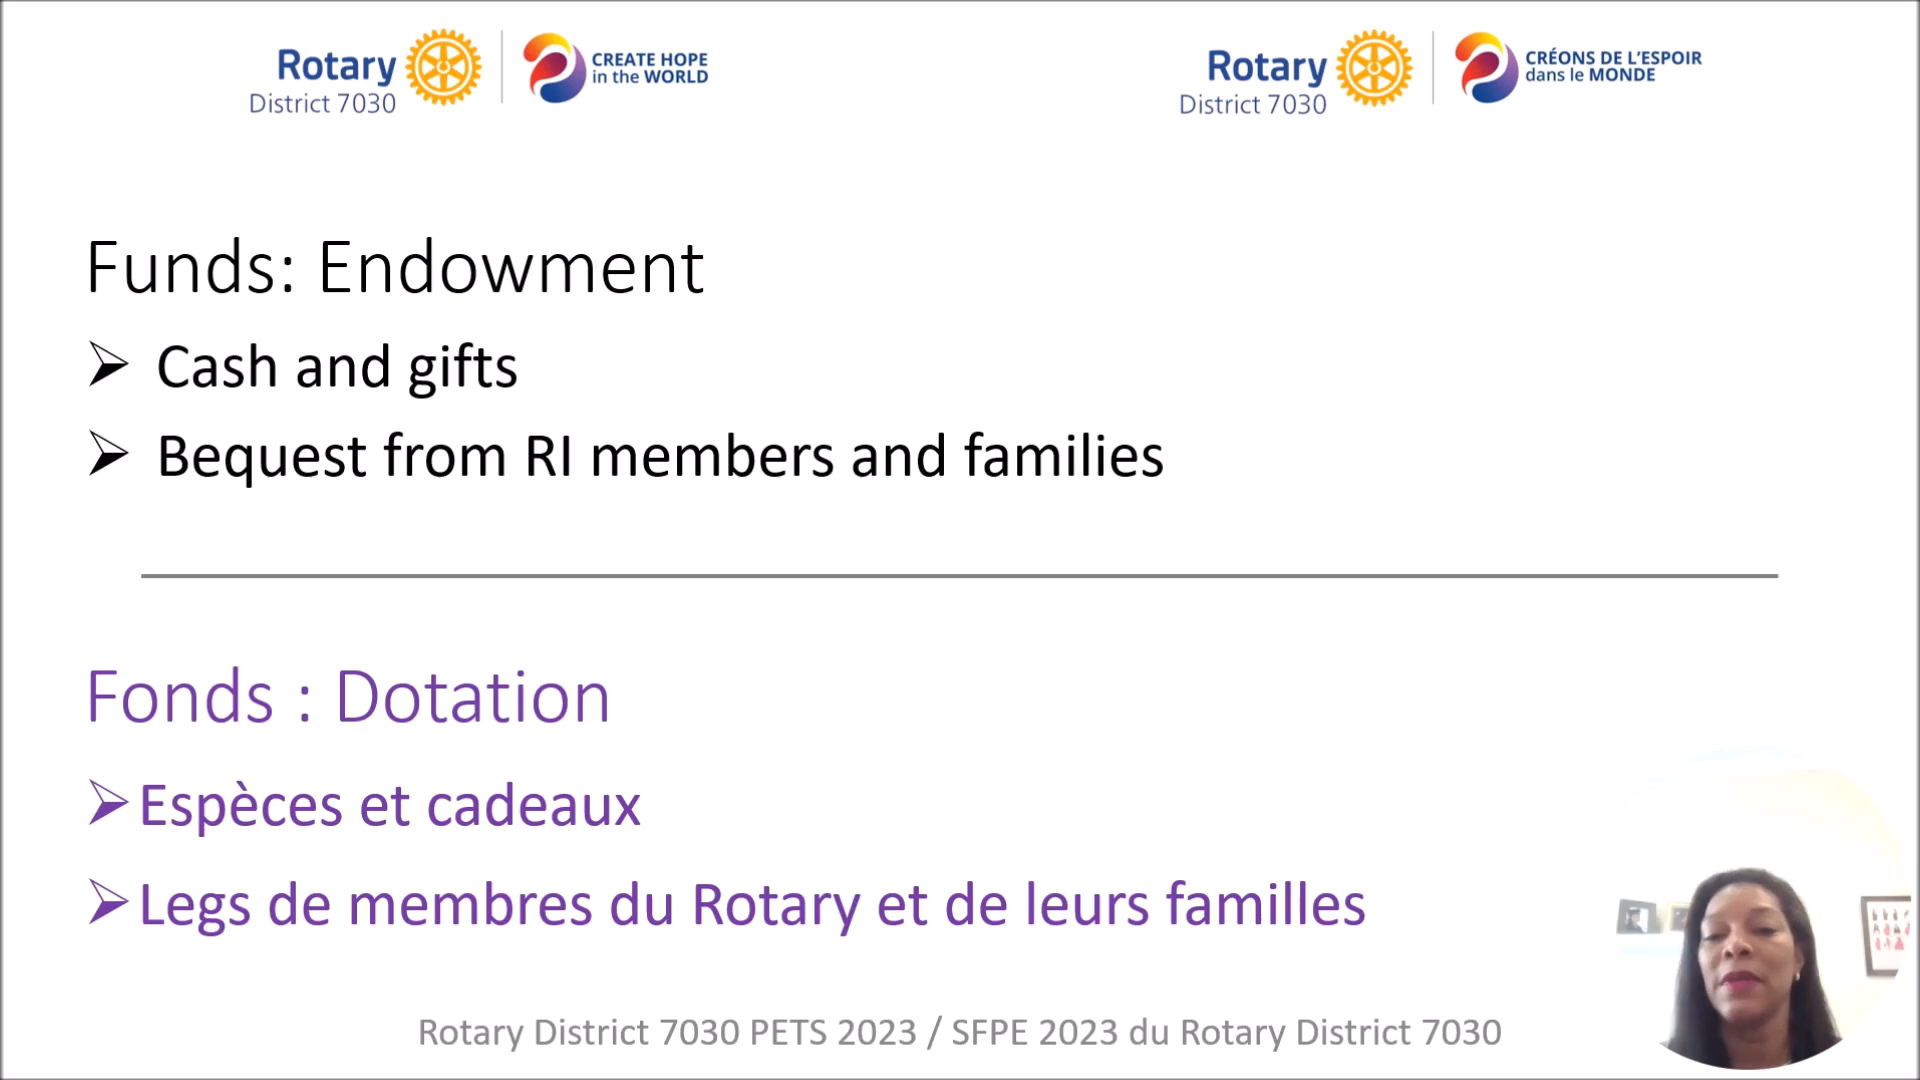 Rotary
District 7030
CREATE HOPE
in the WORLD
Rotary
District 7030
CRÉONS DE L'ESPOIR
dans le MONDE
Funds: Endowment
Cash and gifts
Bequest from RI members and families
Fonds : Dotation
Espèces et cadeaux
Legs de membres du Rotary et de leurs familles
Rotary District 7030 PETS 2023 / SFPE 2023 du Rotary District 7030